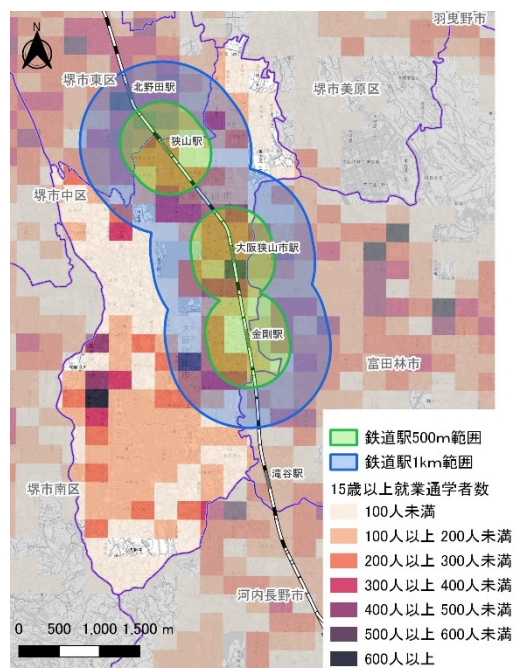 羽曳野市
堺市東区
北野田駅
堺市美原区
狭山駅
堺市中区
大阪狭山市駅
金剛駅
富田林市
堺市南区
滝谷駅
河内長野市
鉄道駅500m範囲
鉄道駅1km範囲
15歳以上就業通学者数
100人未満
100人以上 200人未満
200人以上 300人未満
300人以上 400人未満
400人以上 500人未満
500人以上 600人未満
600人以上
0 500 1,000 1,500 m